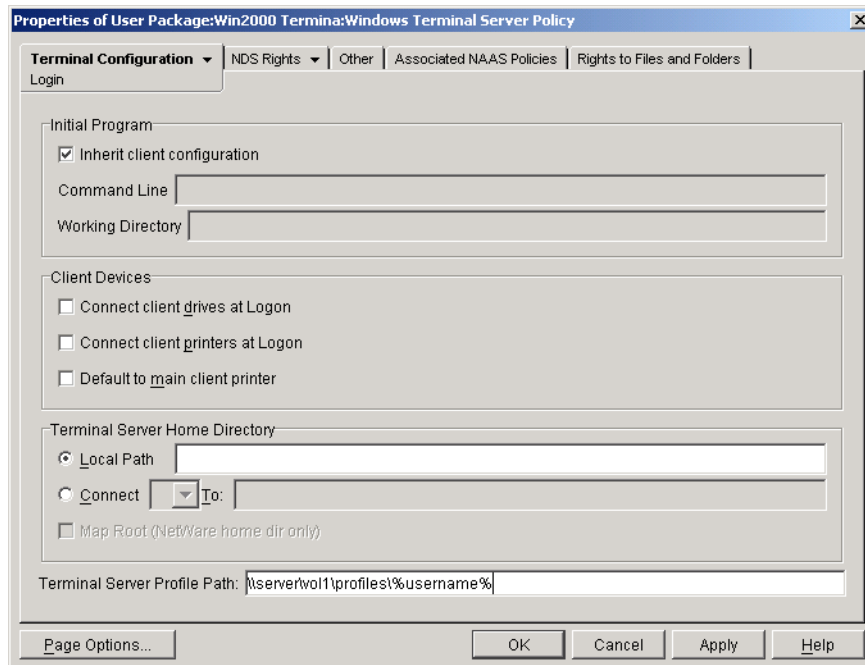 Properties of User Package:Win2000 Termina:Windows Terminal Server Policy
Terminal Configuration NDS Rights Other Associated NAAS Policies Rights to Files and Folders
Login
Initial Program
Inherit client configuration
Command Line
Working Directory
Client Devices
Connect client drives at Logon
Connect client printers at Logon
Default to main client printer
Terminal Server Home Directory
Local Path
Connect To:
Map Root (NetWare home dir only)
Terminal Server Profile Path: \\server\vol1\profiles\%username%
Page Options... OK Cancel Apply Help